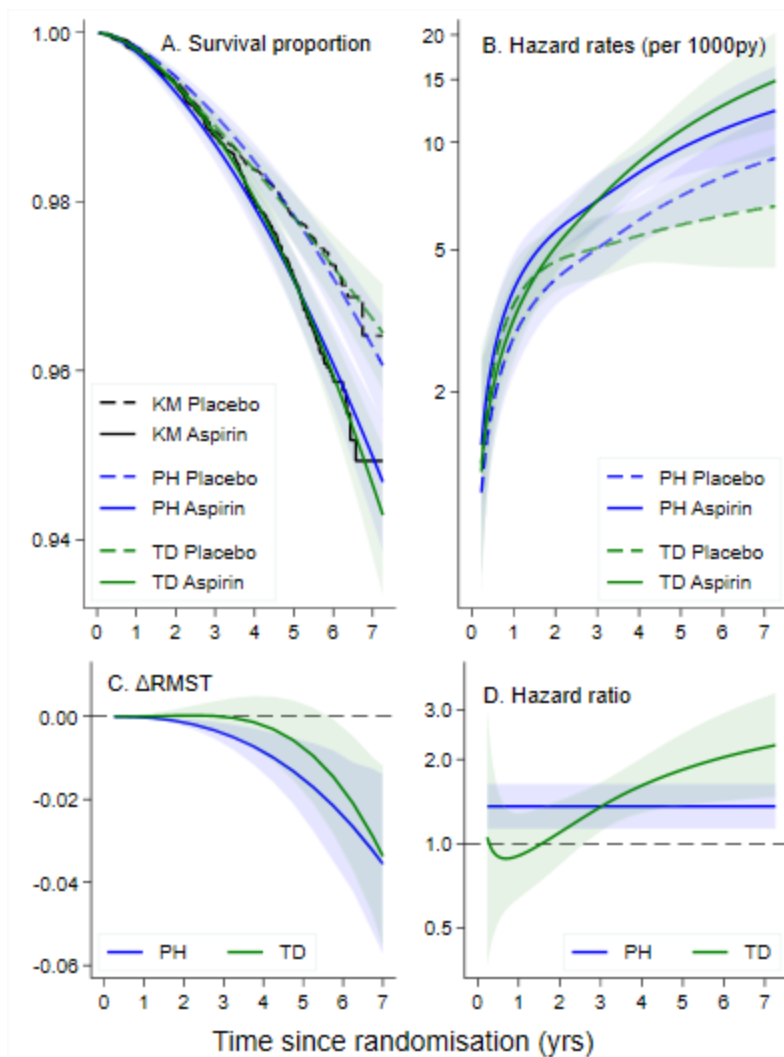 A. Survival proportion
1.00
0.98
0.96
0.94
KM Placebo
KM Aspirin
PH Placebo
PH Aspirin
TD Placebo
TD Aspirin
0 1 2 3 4 5 6 7
B. Hazard rates (per 1000py)
20
15
10
5
2
PH Placebo
PH Aspirin
TD Placebo
TD Aspirin
0 1 2 3 4 5 6 7
C. ΔRMST
0.00
-0.02
-0.04
-0.06
PH TD
0 1 2 3 4 5 6 7
D. Hazard ratio
3.0
2.0
1.0
0.5
PH TD
0 1 2 3 4 5 6 7
Time since randomisation (yrs)